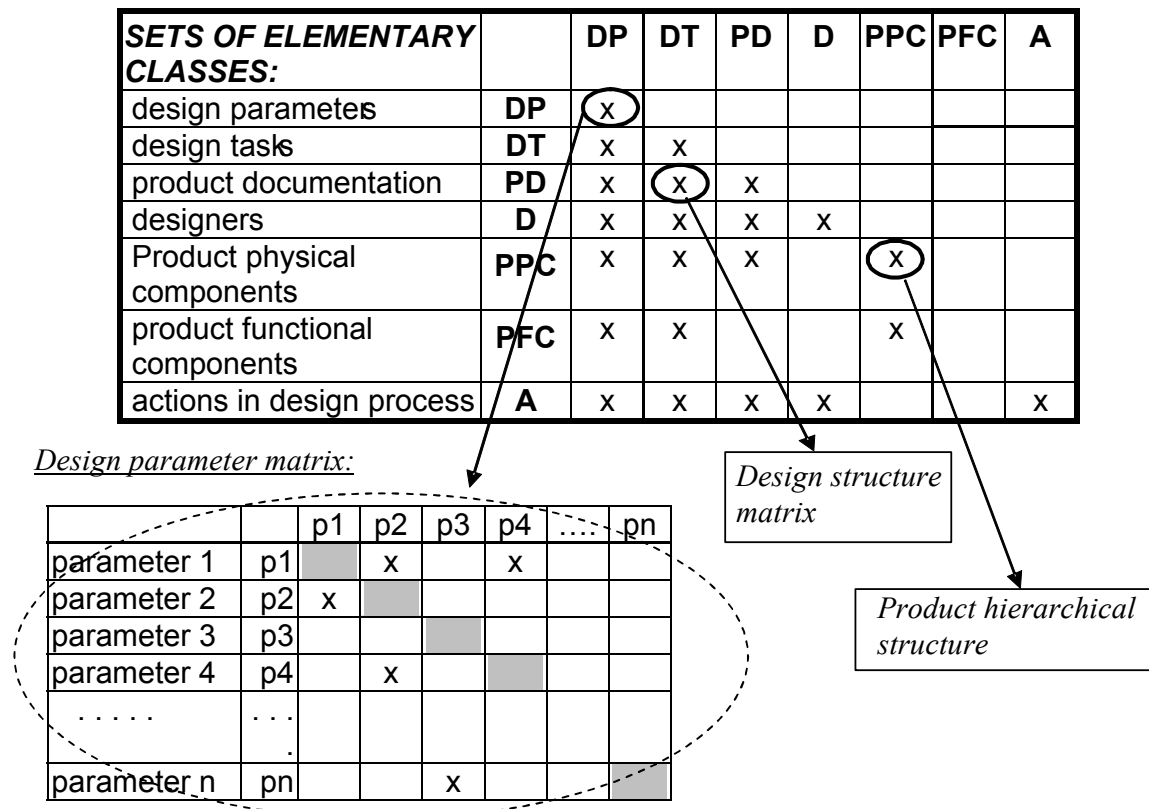 SETS OF ELEMENTARY CLASSES: DP DT PD D PPC PFC A
design parameters DP x
design tasks DT x x
product documentation PD x x x
designers D x x x x
Product physical components PPC x x x x
product functional components PFC x x x
actions in design process A x x x x x
Design parameter matrix:
Design structure
matrix
p1 p2 p3 p4 .... pn
parameter 1 p1 x x
parameter 2 p2 x
parameter 3 p3
parameter 4 p4 x
. . . . . . . . .
parameter n pn x
Product hierarchical
structure